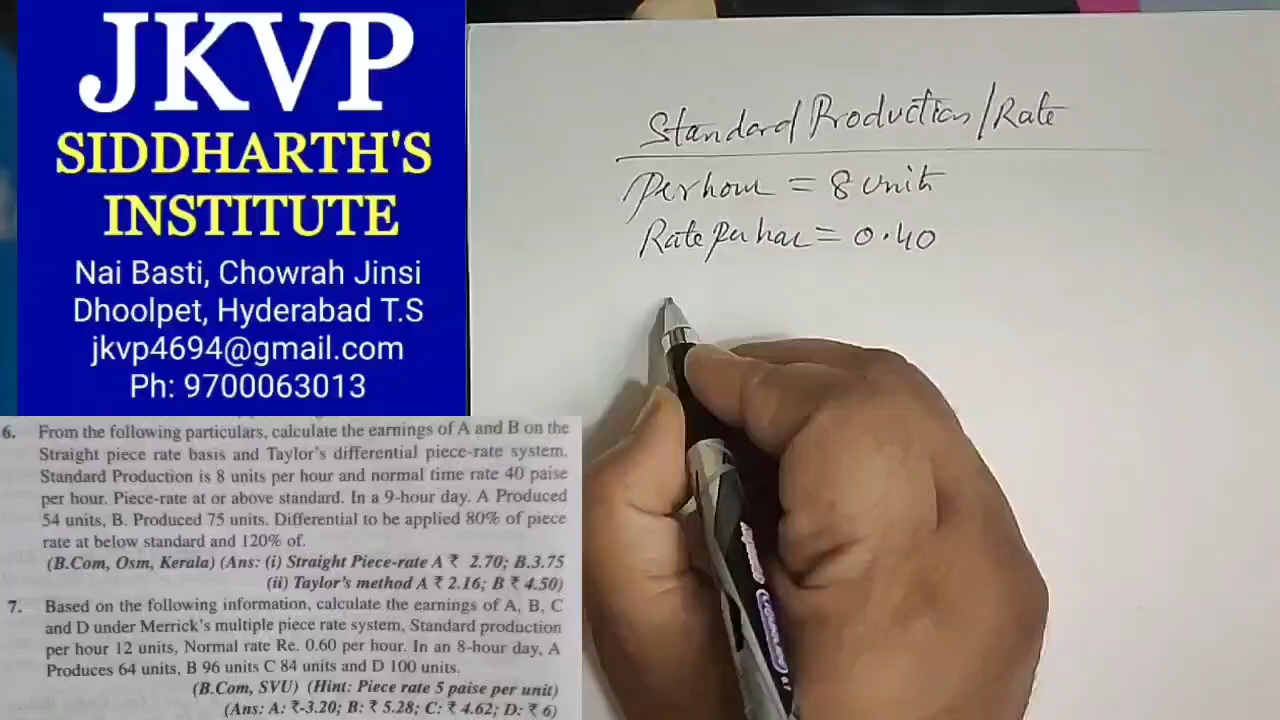 JKVP
SIDDHARTH'S
INSTITUTE
Nai Basti, Chowrah Jinsi
Dhoolpet, Hyderabad T.S
jkvp4694@gmail.com
Ph: 9700063013
6. From the following particulars, calculate the earnings of A and B on the
Straight piece rate basis and Taylor's differential piece-rate system.
Standard Production is 8 units per hour and normal time rate 40 paise
per hour. Piece-rate at or above standard. In a 9-hour day. A Produced
54 units, B. Produced 75 units. Differential to be applied 80% of piece
rate at below standard and 120% of.
(B.Com, Osm, Kerala) (Ans: (i) Straight Piece-rate A ₹ 2.70; B.3.75
(ii) Taylor's method A ₹ 2.16; B ₹ 4.50)
7. Based on the following information, calculate the earnings of A, B, C
and D under Merrick's multiple piece rate system, Standard production
per hour 12 units, Normal rate Re. 0.60 per hour. In an 8-hour day, A
Produces 64 units, B 96 units C 84 units and D 100 units.
(B.Com, SVU) (Hint: Piece rate 5 paise per unit)
(Ans: A: ₹-3.20; B: ₹ 5.28; C: ₹ 4.62; D: ₹ 6)
Standard Production/Rate
Per hour = 8 units
Rate per hour = 0.40